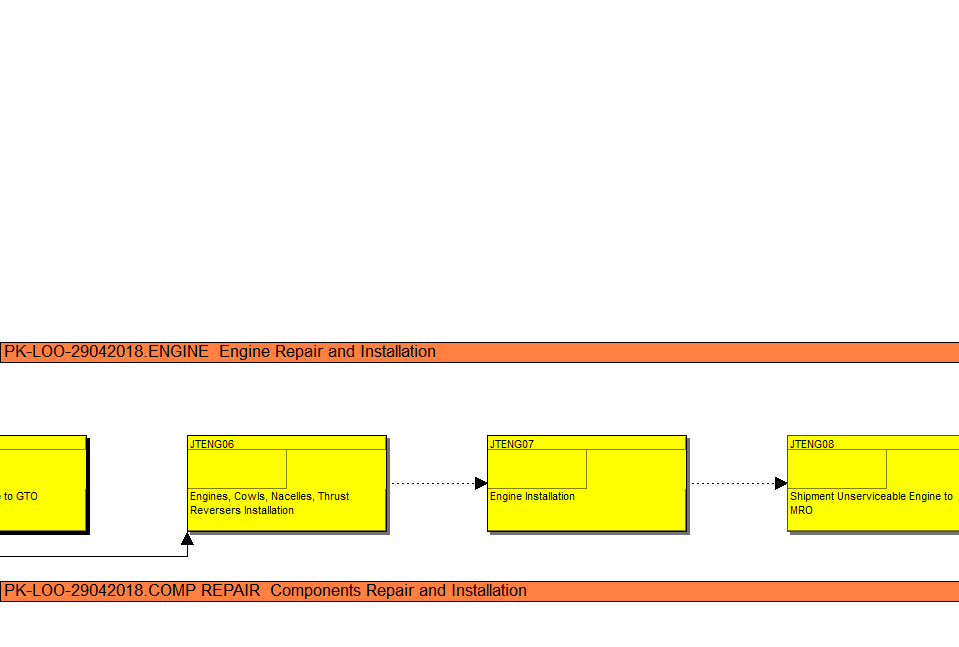 PK-LOO-29042018.ENGINE  Engine Repair and Installation
JTENG06
JTENG07
JTENG08
to GTO
Engines, Cowls, Nacelles, Thrust
Reversers Installation
Engine Installation
Shipment Unserviceable Engine to
MRO
PK-LOO-29042018.COMP REPAIR  Components Repair and Installation